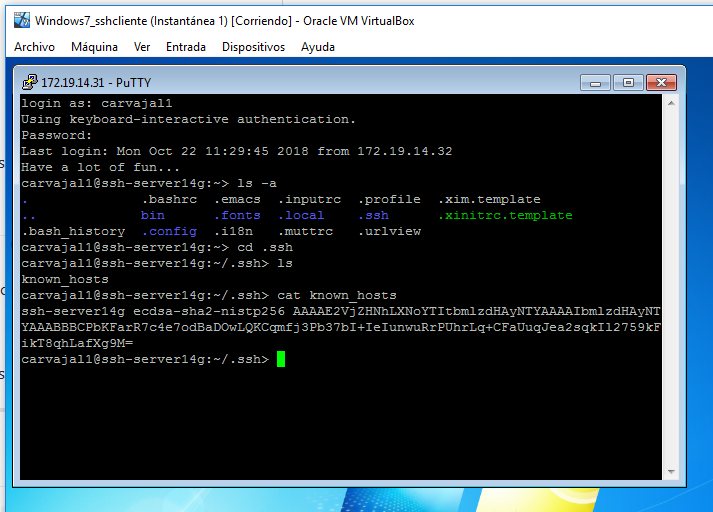 Windows7_sshcliente (Instantánea 1) [Corriendo] - Oracle VM VirtualBox
Archivo Máquina Ver Entrada Dispositivos Ayuda
172.19.14.31 - PuTTY
login as: carvajal1
Using keyboard-interactive authentication.
Password:
Last login: Mon Oct 22 11:29:45 2018 from 172.19.14.32
Have a lot of fun...
carvajal1@ssh-server14g:~> ls -a
. .bashrc .emacs .inputrc .profile .xim.template
.. bin .fonts .local .ssh .xinitrc.template
.bash_history .config .i18n .muttrc .urlview
carvajal1@ssh-server14g:~> cd .ssh
carvajal1@ssh-server14g:~/.ssh> ls
known_hosts
carvajal1@ssh-server14g:~/.ssh> cat known_hosts
ssh-server14g ecdsa-sha2-nistp256 AAAAE2VjZHNhLXNoYTItbmlzdHAyNTYAAAAIbmlzdHAyNT
YAAABBBCPbKFarR7c4e7odBaDOwLQKCqmfj3Pb37bI+IeIunwuRrPUhrLq+CFaUuqJea2sqkIl2759kF
ikT8qhLafXg9M=
carvajal1@ssh-server14g:~/.ssh>